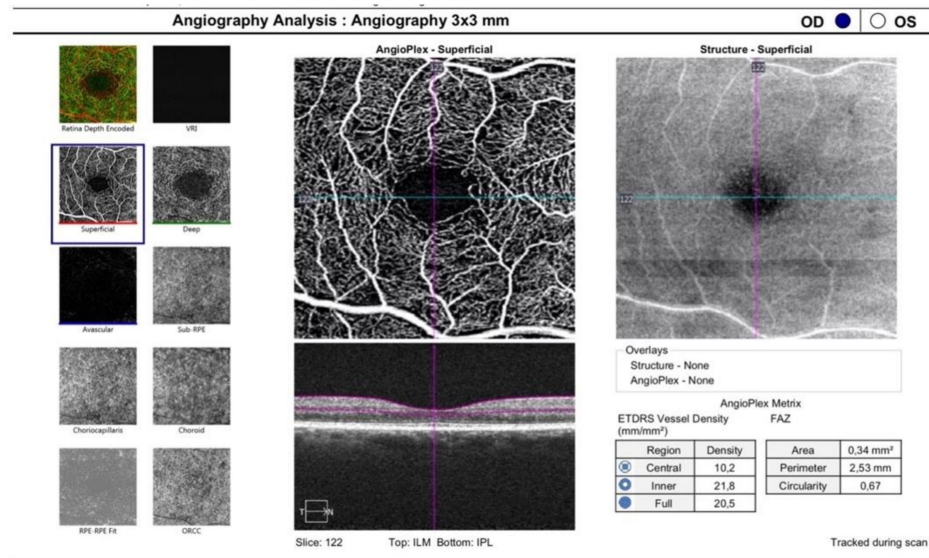 Angiography Analysis : Angiography 3x3 mm
OD OS
AngioPlex - Superficial
Structure - Superficial
Retina Depth Encoded
VRI
Superficial
Deep
Avascular
Sub-RPE
Choriocapillaris
Choroid
RPE-RPE Fit
ORCC
122
122
122
T N
Slice: 122 Top: ILM Bottom: IPL
Overlays
Structure - None
AngioPlex - None
AngioPlex Metrix
ETDRS Vessel Density
(mm/mm²)
FAZ
Region Density
Central 10,2
Inner 21,8
Full 20,5
Area 0,34 mm²
Perimeter 2,53 mm
Circularity 0,67
Tracked during scan